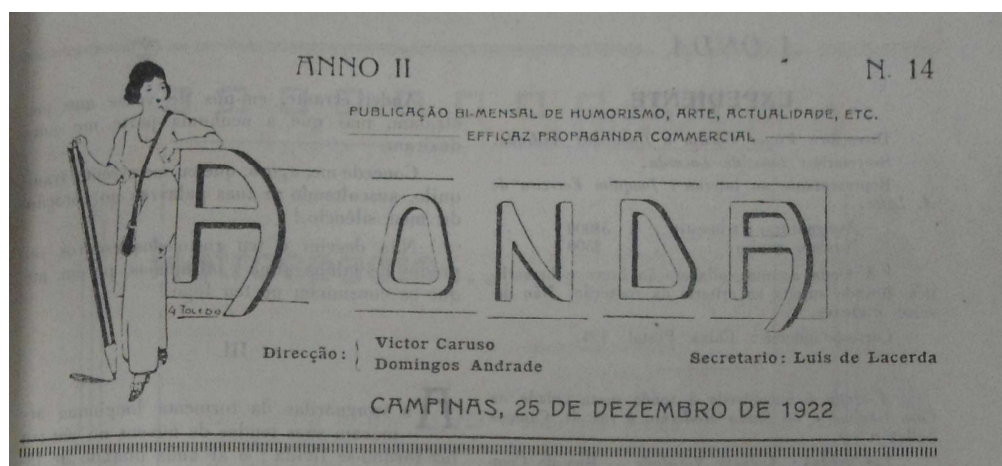 ANNO II
N. 14
PUBLICAÇÃO BI-MENSAL DE HUMORISMO, ARTE, ACTUALIDADE, ETC.
EFFICAZ PROPAGANDA COMMERCIAL
A ONDA
A TOLEDO
Direcção: Victor Caruso
Domingos Andrade
Secretario: Luis de Lacerda
CAMPINAS, 25 DE DEZEMBRO DE 1922